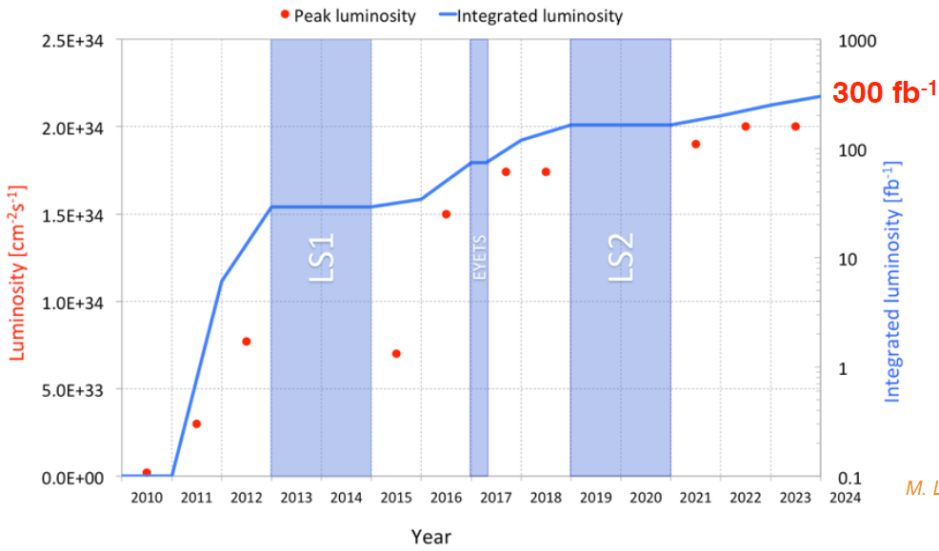 Peak luminosity Integrated luminosity
2.5E+34
2.0E+34
1.5E+34
1.0E+34
5.0E+33
0.0E+00
Luminosity [cm⁻²s⁻¹]
LS1
EYETS
LS2
1000
100
10
1
0.1
300 fb⁻¹
Integrated luminosity [fb⁻¹]
2010 2011 2012 2013 2014 2015 2016 2017 2018 2019 2020 2021 2022 2023 2024
Year
M. L